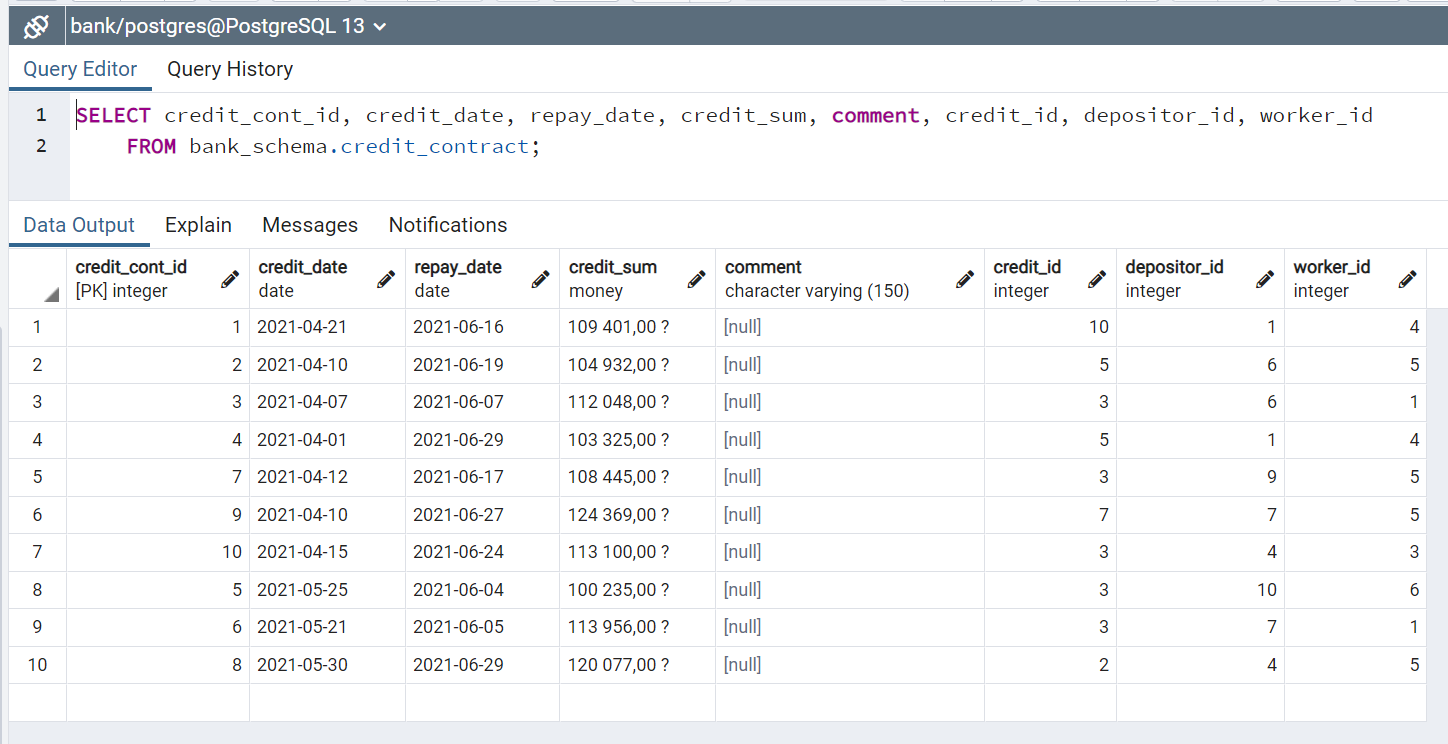 bank/postgres@PostgreSQL 13
Query Editor Query History
1 SELECT credit_cont_id, credit_date, repay_date, credit_sum, comment, credit_id, depositor_id, worker_id
2 FROM bank_schema.credit_contract;
Data Output Explain Messages Notifications
credit_cont_id credit_date repay_date credit_sum comment credit_id depositor_id worker_id
[PK] integer date date money character varying (150) integer integer integer
1 1 2021-04-21 2021-06-16 109 401,00 ? [null] 10 1 4
2 2 2021-04-10 2021-06-19 104 932,00 ? [null] 5 6 5
3 3 2021-04-07 2021-06-07 112 048,00 ? [null] 3 6 1
4 4 2021-04-01 2021-06-29 103 325,00 ? [null] 5 1 4
5 7 2021-04-12 2021-06-17 108 445,00 ? [null] 3 9 5
6 9 2021-04-10 2021-06-27 124 369,00 ? [null] 7 7 5
7 10 2021-04-15 2021-06-24 113 100,00 ? [null] 3 4 3
8 5 2021-05-25 2021-06-04 100 235,00 ? [null] 3 10 6
9 6 2021-05-21 2021-06-05 113 956,00 ? [null] 3 7 1
10 8 2021-05-30 2021-06-29 120 077,00 ? [null] 2 4 5